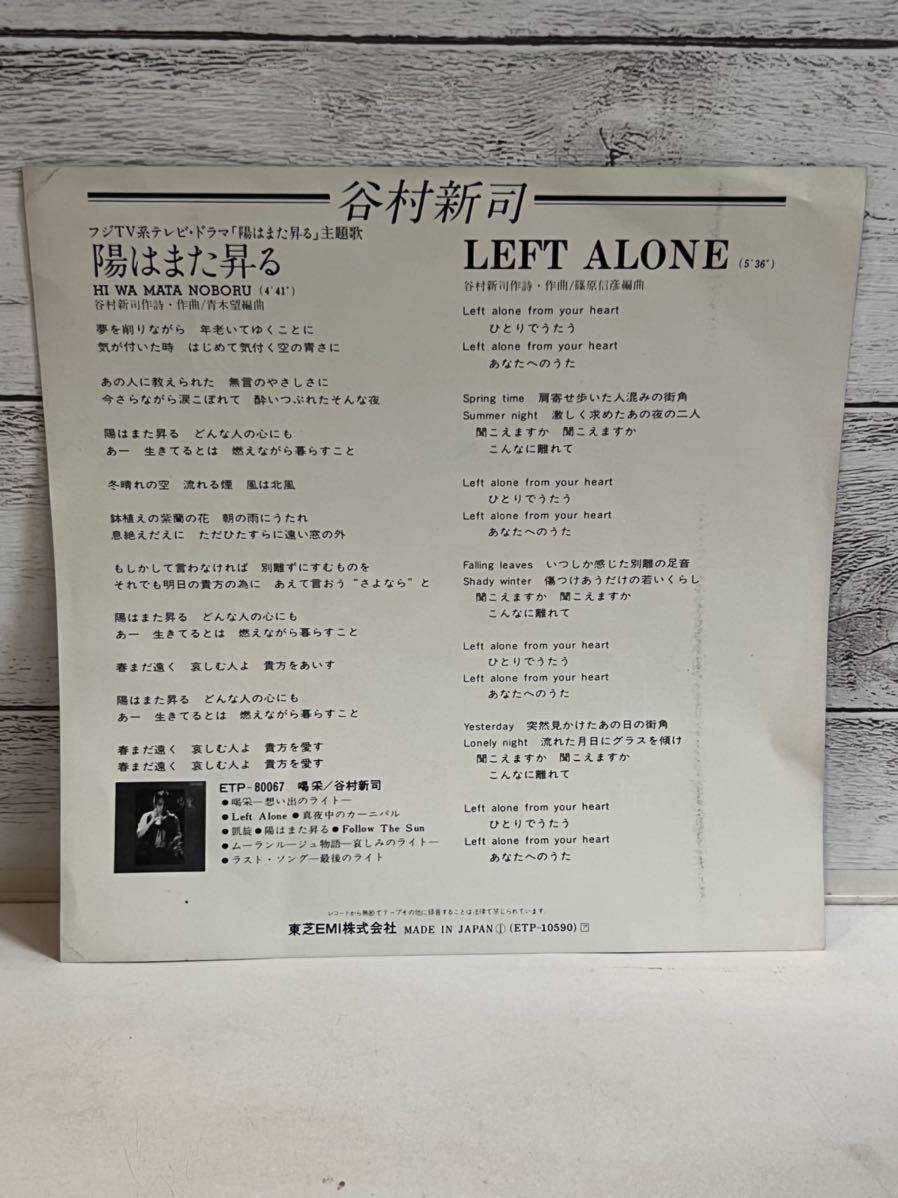 谷村新司
フジTV系テレビ・ドラマ「陽はまた昇る」主題歌
陽はまた昇る
HI WA MATA NOBORU (4'41")
谷村新司作詩・作曲/青木望編曲
夢を削りながら 年老いてゆくことに
気が付いた時 はじめて気付く空の青さに
あの人に教えられた 無言のやさしさに
今さらながら涙こぼれて 酔いつぶれたそんな夜
陽はまた昇る どんな人の心にも
あー 生きてるとは 燃えながら暮らすこと
冬晴れの空 流れる煙 風は北風
鉢植えの紫蘭の花 朝の雨にうたれ
息絶えだえに ただひたすらに遠い窓の外
もしかして言わなければ 別離ずにすむものを
それでも明日の貴方の為に あえて言おう“さよなら”と
陽はまた昇る どんな人の心にも
あー 生きてるとは 燃えながら暮らすこと
春まだ遠く 哀しむ人よ 貴方をあいす
陽はまた昇る どんな人の心にも
あー 生きてるとは 燃えながら暮らすこと
春まだ遠く 哀しむ人よ 貴方を愛す
春まだ遠く 哀しむ人よ 貴方を愛す
ETP-80067 喝采/谷村新司
●喝采―想い出のライト―
●Left Alone●真夜中のカーニバル
●凱旋●陽はまた昇る●Follow The Sun
●ムーランルージュ物語―哀しみのライト―
●ラスト・ソング―最後のライト
LEFT ALONE (5'36")
谷村新司作詩・作曲/篠原信彦編曲
Left alone from your heart
ひとりでうたう
Left alone from your heart
あなたへのうた
Spring time 肩寄せ歩いた人混みの街角
Summer night 激しく求めたあの夜の二人
聞こえますか 聞こえますか
こんなに離れて
Left alone from your heart
ひとりでうたう
Left alone from your heart
あなたへのうた
Falling leaves いつしか感じた別離の足音
Shady winter 傷つけあうだけの若いくらし
聞こえますか 聞こえますか
こんなに離れて
Left alone from your heart
ひとりでうたう
Left alone from your heart
あなたへのうた
Yesterday 突然見かけたあの日の街角
Lonely night 流れた月日にグラスを傾け
聞こえますか 聞こえますか
こんなに離れて
Left alone from your heart
ひとりでうたう
Left alone from your heart
あなたへのうた
レコードから無断でテープその他に録音することは法律で禁じられています。
東芝EMI株式会社 MADE IN JAPAN Ⓘ (ETP-10590) ア